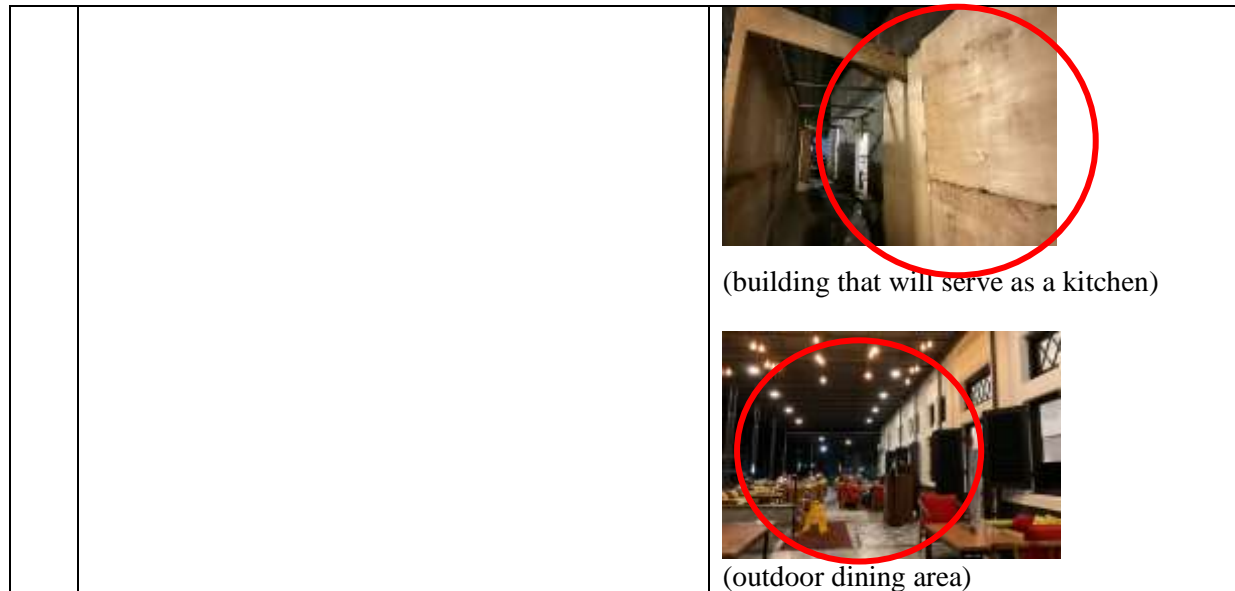 (building that will serve as a kitchen)
(outdoor dining area)